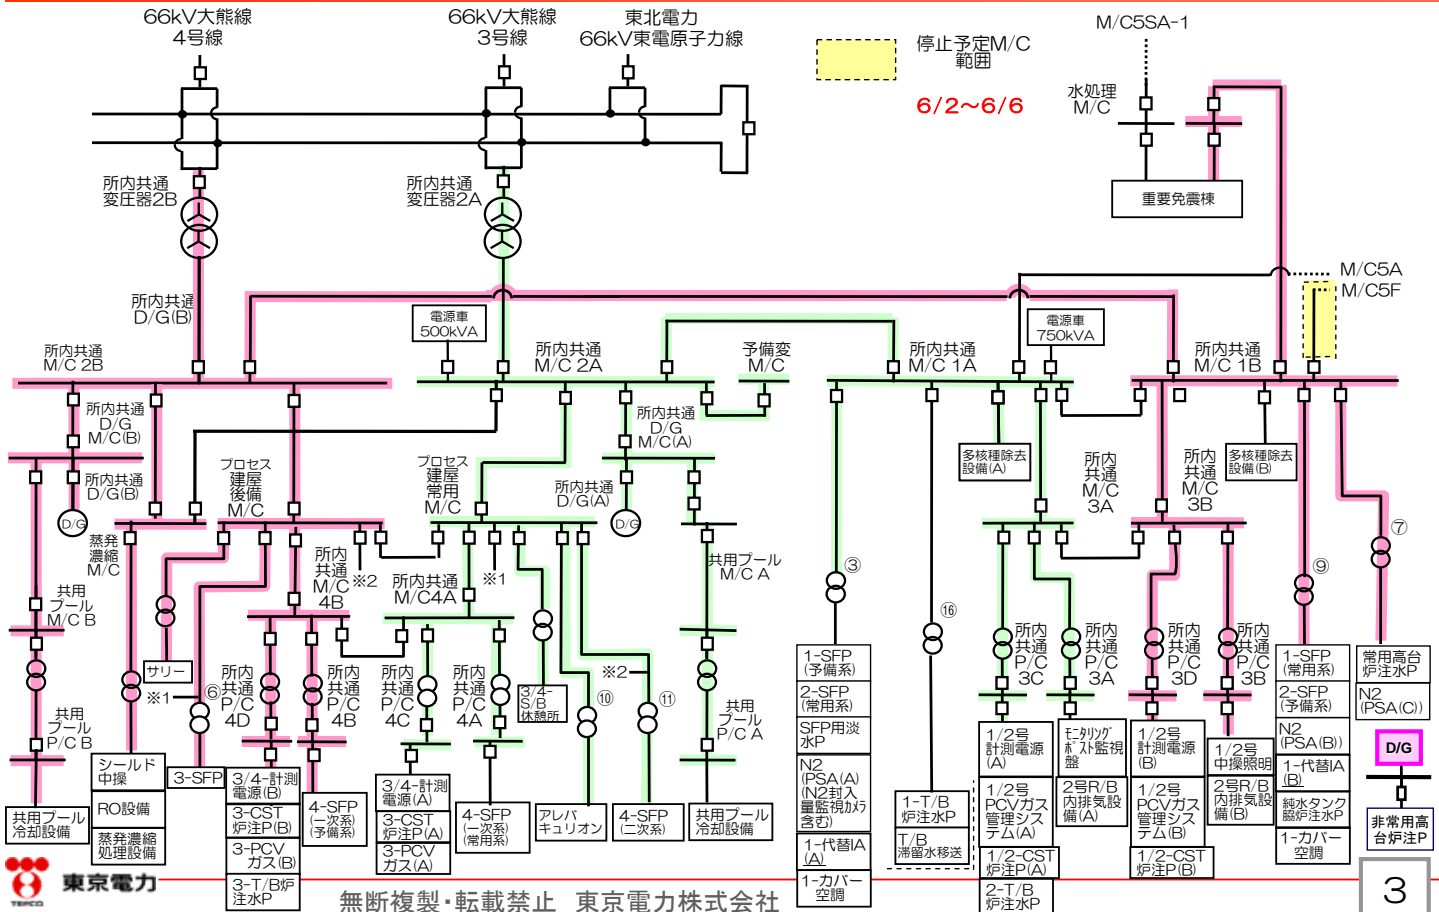 66kV大熊線
4号線
66kV大熊線
3号線
東北電力
66kV東電原子力線
停止予定M/C
範囲
6/2～6/6
M/C5SA-1
水処理
M/C
重要免震棟
所内共通
変圧器2B
所内共通
変圧器2A
M/C5A
M/C5F
所内共通
D/G(B)
電源車
500kVA
電源車
750kVA
所内共通
M/C 2B
所内共通
M/C 2A
予備変
M/C
所内共通
M/C 1A
所内共通
M/C 1B
所内共通
D/G
M/C(B)
所内共通
D/G
M/C(A)
所内共通
D/G(B)
D/G
プロセス
建屋
後備
M/C
プロセス
建屋
常用
M/C
所内共通
D/G(A)
D/G
多核種除去
設備(A)
所内
共通
M/C
3A
所内
共通
M/C
3B
多核種除去
設備(B)
蒸発
濃縮
M/C
所内
共通
M/C
4B
※2
所内共通
M/C4A
※1
共用プール
M/C A
③
⑯
⑦
⑨
共用
プール
M/C B
サリー
※1
⑥
所内
共通
P/C
4D
所内
共通
P/C
4B
所内
共通
P/C
4C
所内
共通
P/C
4A
3/4-
S/B
休憩所
※2
⑩
⑪
所内
共通
P/C
3C
所内
共通
P/C
3A
所内
共通
P/C
3D
所内
共通
P/C
3B
共用
プール
P/C B
共用
プール
P/C A
シールド
中操
RO設備
蒸発濃縮
処理設備
3-SFP
3/4-計測
電源(B)
3-CST
炉注P(B)
3-PCV
ガス(B)
3-T/B炉
注水P
4-SFP
(一次系)
(予備系)
3/4-計測
電源(A)
3-CST
炉注P(A)
3-PCV
ガス(A)
4-SFP
(一次系)
(常用系)
アレバ
キュリオン
4-SFP
(二次系)
共用プール
冷却設備
共用プール
冷却設備
1-SFP
(予備系)
2-SFP
(常用系)
SFP用淡
水P
N2
(PSA(A)
(N2封入
量監視カメラ
含む)
1-代替IA
(A)
1-カバー
空調
1-T/B
炉注水P
T/B
滞留水移送
1/2号
計測電源
(A)
1/2号
PCVガス
管理シス
テム(A)
1/2-CST
炉注P(A)
2-T/B
炉注水P
モニタリング
ポスト監視
盤
2号R/B
内排気設
備(A)
1/2号
計測電源
(B)
1/2号
PCVガス
管理シス
テム(B)
1/2-CST
炉注P(B)
1/2号
中操照明
2号R/B
内排気設
備(B)
1-SFP
(常用系)
2-SFP
(予備系)
N2
(PSA(B))
1-代替IA
(B)
純水タンク
脇炉注水P
1-カバー
空調
常用高台
炉注水P
N2
(PSA(C))
D/G
非常用高
台炉注P
TEPCO
東京電力
無断複製・転載禁止 東京電力株式会社
3